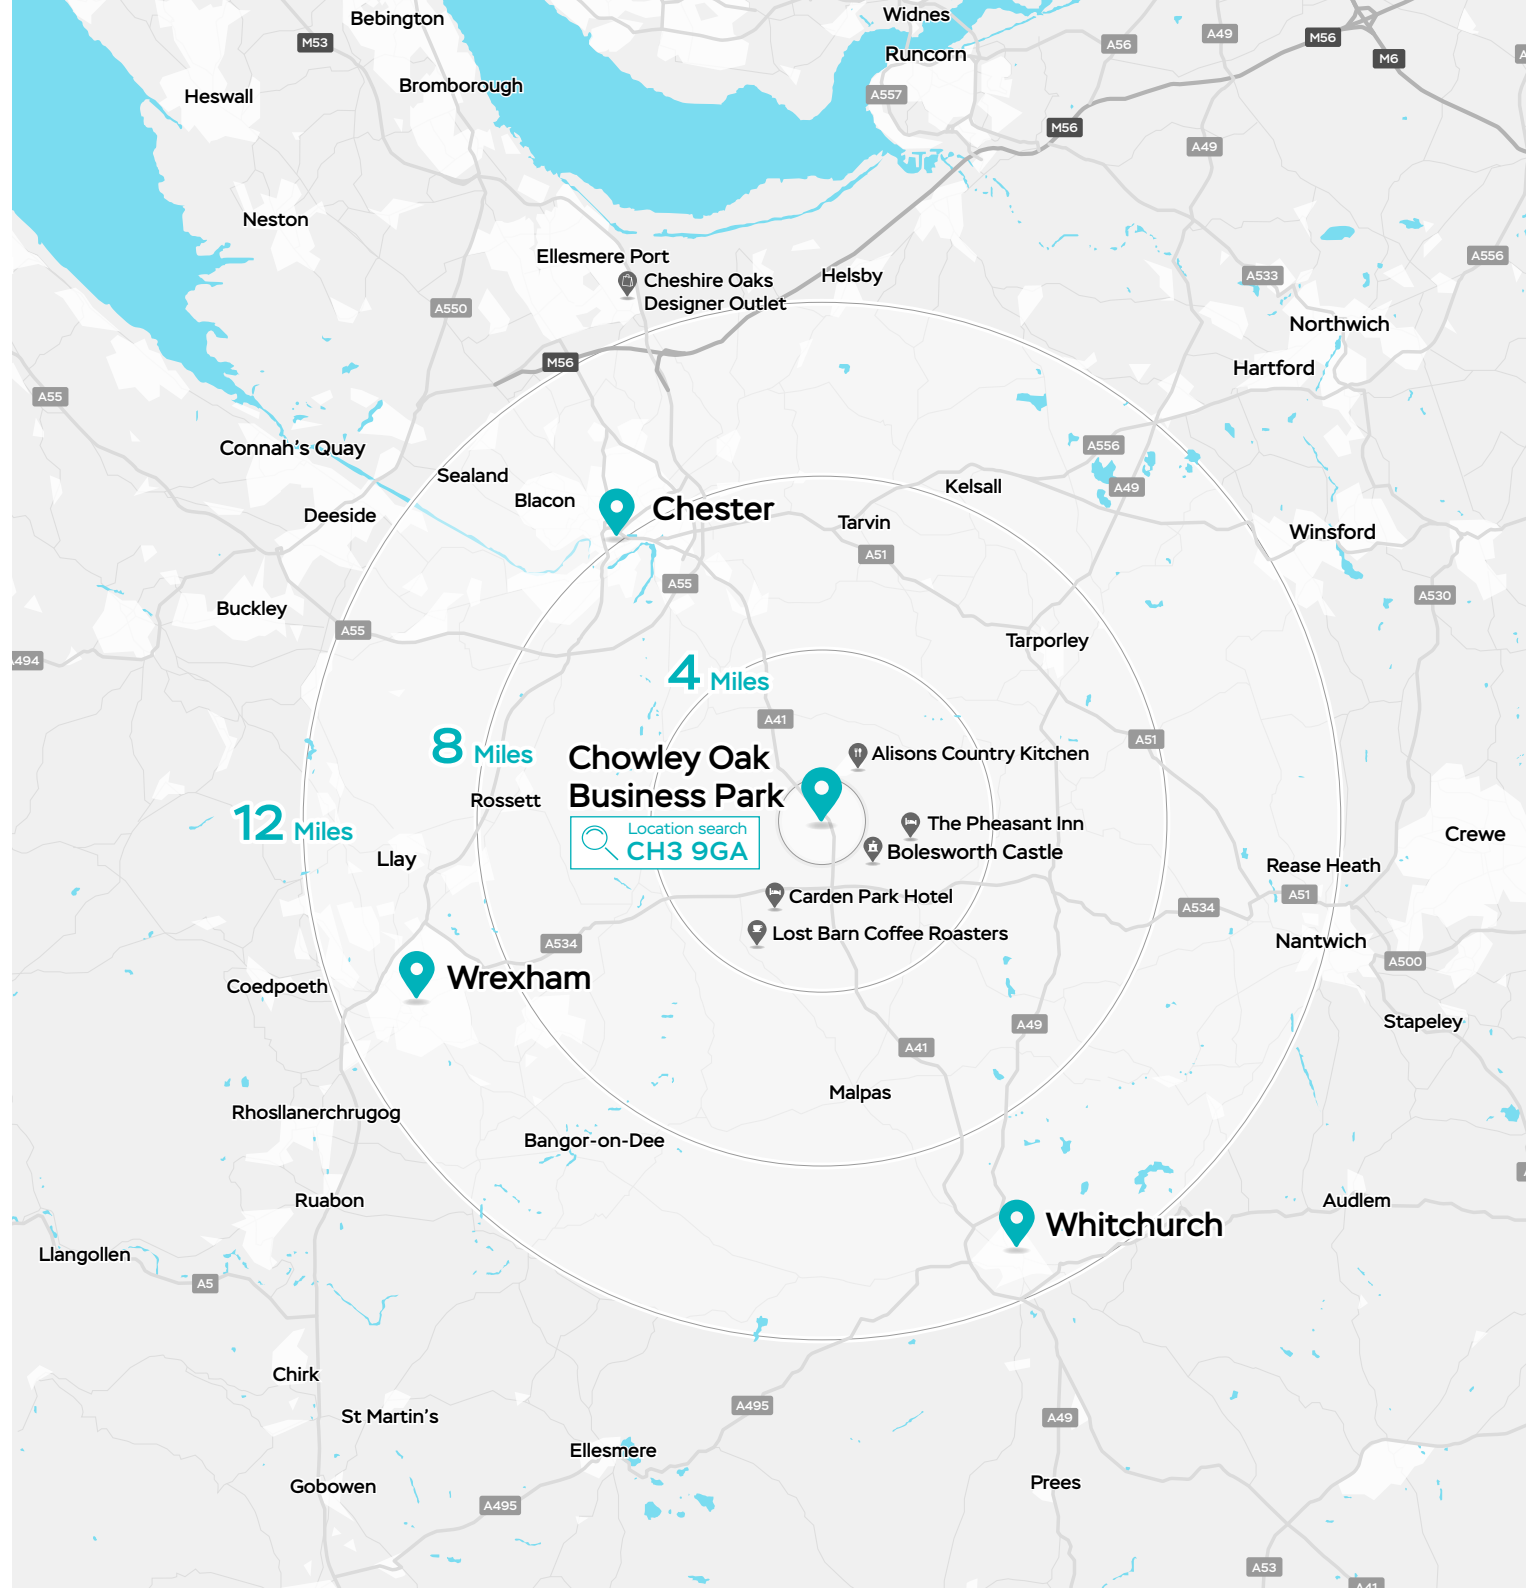 Bebington
Widnes
M53
A49
M56
A56
Runcorn
M6
Bromborough
Heswall
A557
M56
A49
Neston
Ellesmere Port
A556
Helsby
A533
Cheshire Oaks
Designer Outlet
A550
Northwich
M56
Hartford
A55
Connah's Quay
A556
Sealand
Kelsall
A49
Blacon
Chester
Deeside
Tarvin
Winsford
A51
A55
A530
Buckley
A55
Tarporley
A494
4 Miles
A41
A51
8 Miles
Alisons Country Kitchen
Chowley Oak
Business Park
Rossett
12 Miles
Location search
CH3 9GA
The Pheasant Inn
Crewe
Bolesworth Castle
Llay
Rease Heath
A51
Carden Park Hotel
A534
Lost Barn Coffee Roasters
A534
Nantwich
A500
Wrexham
Coedpoeth
A49
Stapeley
A41
Malpas
Rhosllanerchrugog
Bangor-on-Dee
Ruabon
Audlem
Whitchurch
Llangollen
A5
Chirk
A495
St Martin's
A49
Ellesmere
Prees
Gobowen
A495
A53
A41